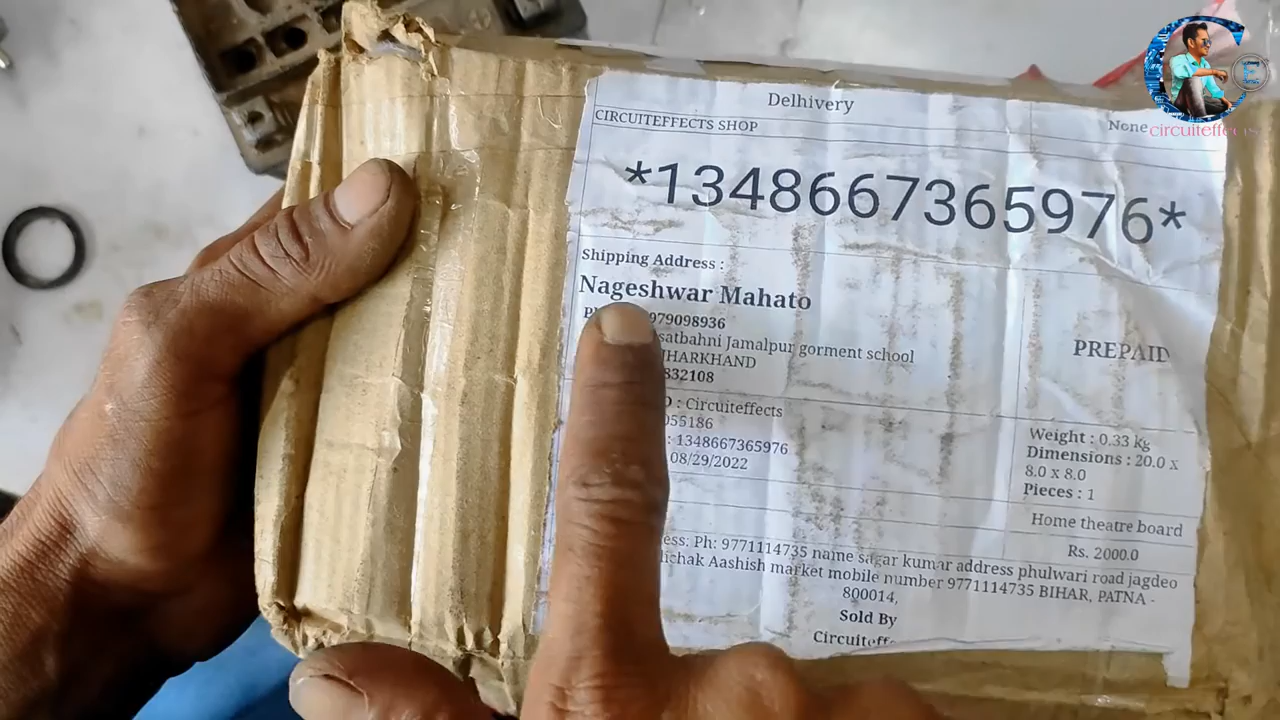 Delhivery
CIRCUITEFFECTS SHOP
None
circuiteffects
*1348667365976*
Shipping Address :
Nageshwar Mahato
979098936
satbahni Jamalpur gorment school
JHARKHAND
832108
PREPAID
: Circuiteffects
055186
: 1348667365976
08/29/2022
Weight : 0.33 kg
Dimensions : 20.0 x
8.0 x 8.0
Pieces : 1
Home theatre board
Rs. 2000.0
Ph: 9771114735 name sagar kumar address phulwari road jagdeo
Aashish market mobile number 9771114735 BIHAR, PATNA -
800014,
Sold By
E